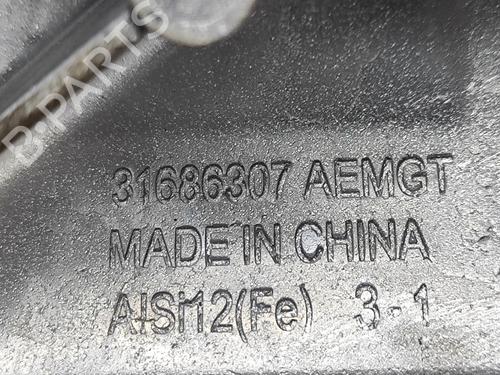 B-PARTS
31686307 AEMGT
MADE IN CHINA
AlSi12(Fe) 3-1